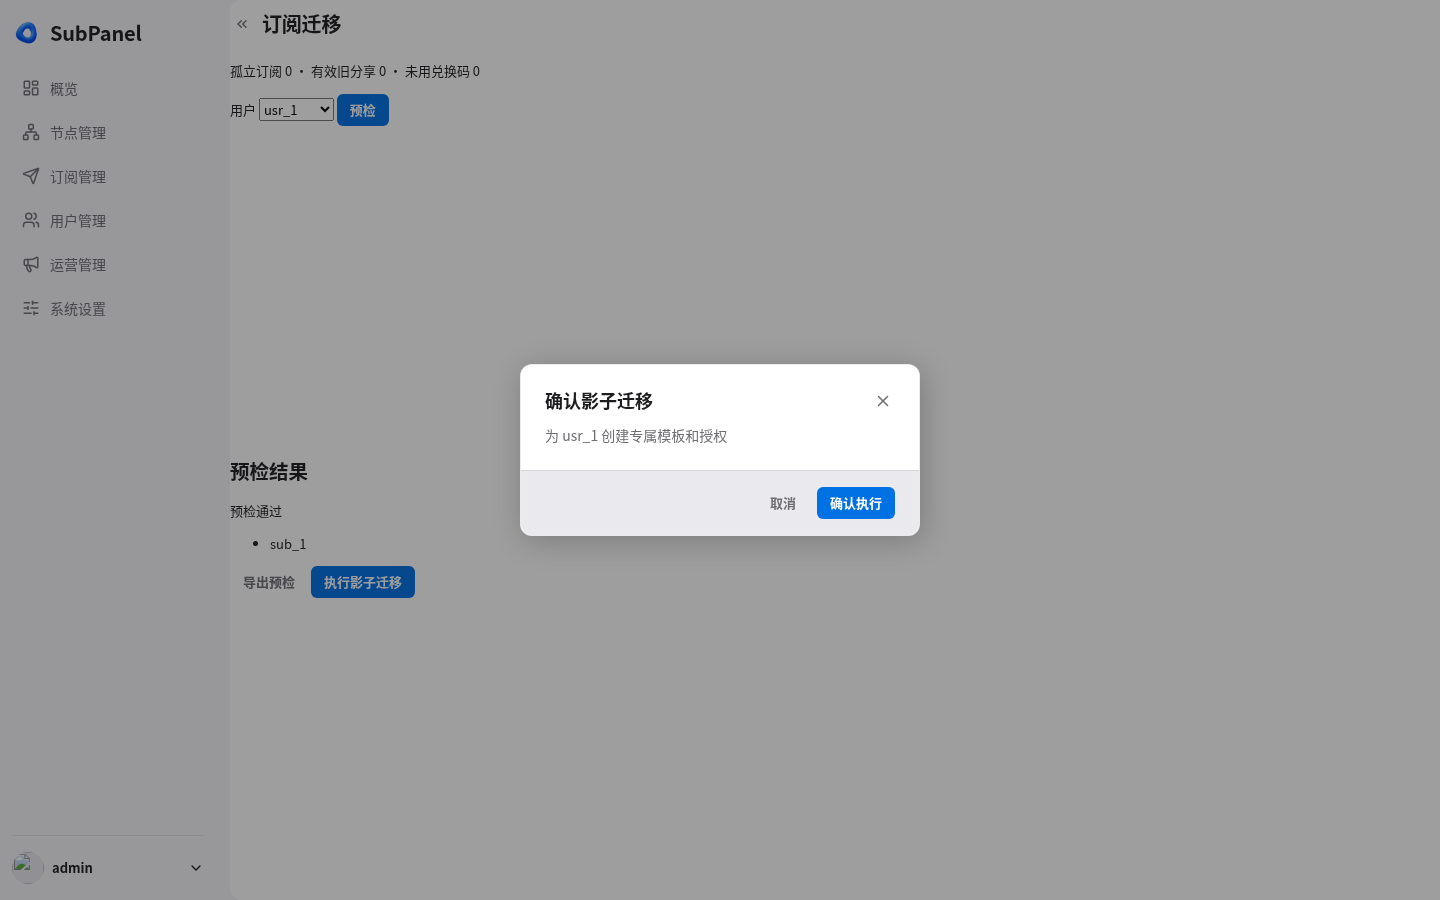 SubPanel
概览
节点管理
订阅管理
用户管理
运营管理
系统设置
admin
订阅迁移
孤立订阅 0 · 有效旧分享 0 · 未用兑换码 0
用户 usr_1 预检
确认影子迁移
为 usr_1 创建专属模板和授权
取消 确认执行
预检结果
预检通过
sub_1
导出预检 执行影子迁移